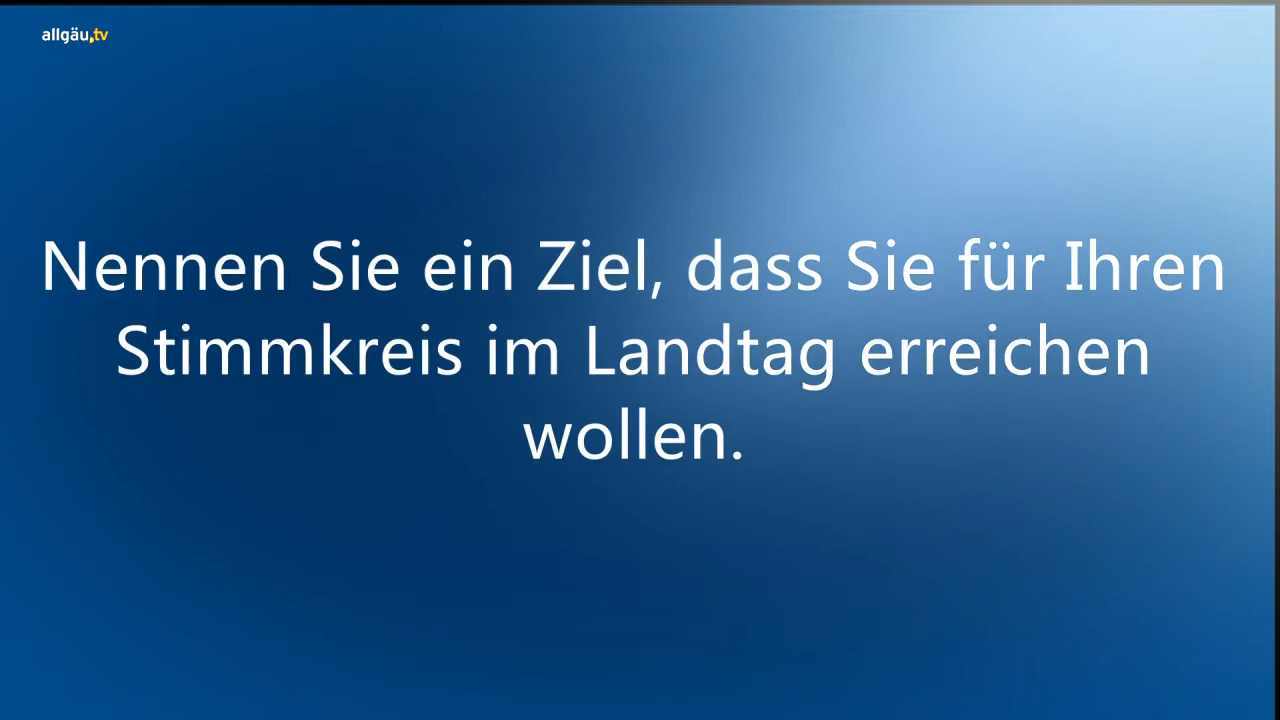 allgäu.tv
Nennen Sie ein Ziel, dass Sie für Ihren
Stimmkreis im Landtag erreichen
wollen.